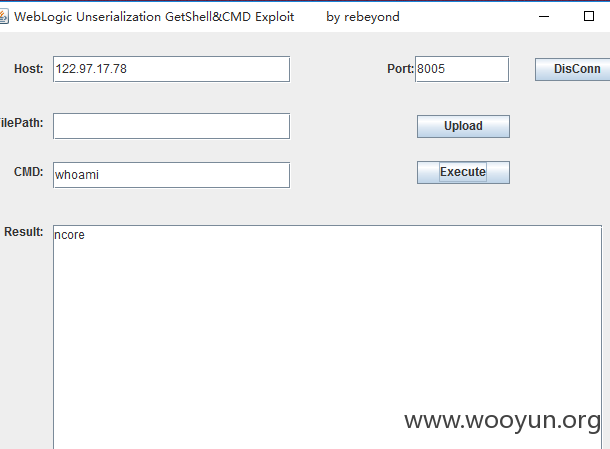 WebLogic Unserialization GetShell&CMD Exploit by rebeyond
Host: 122.97.17.78 Port: 8005 DisConn
ilePath: Upload
CMD: whoami Execute
Result: ncore
www.wooyun.org